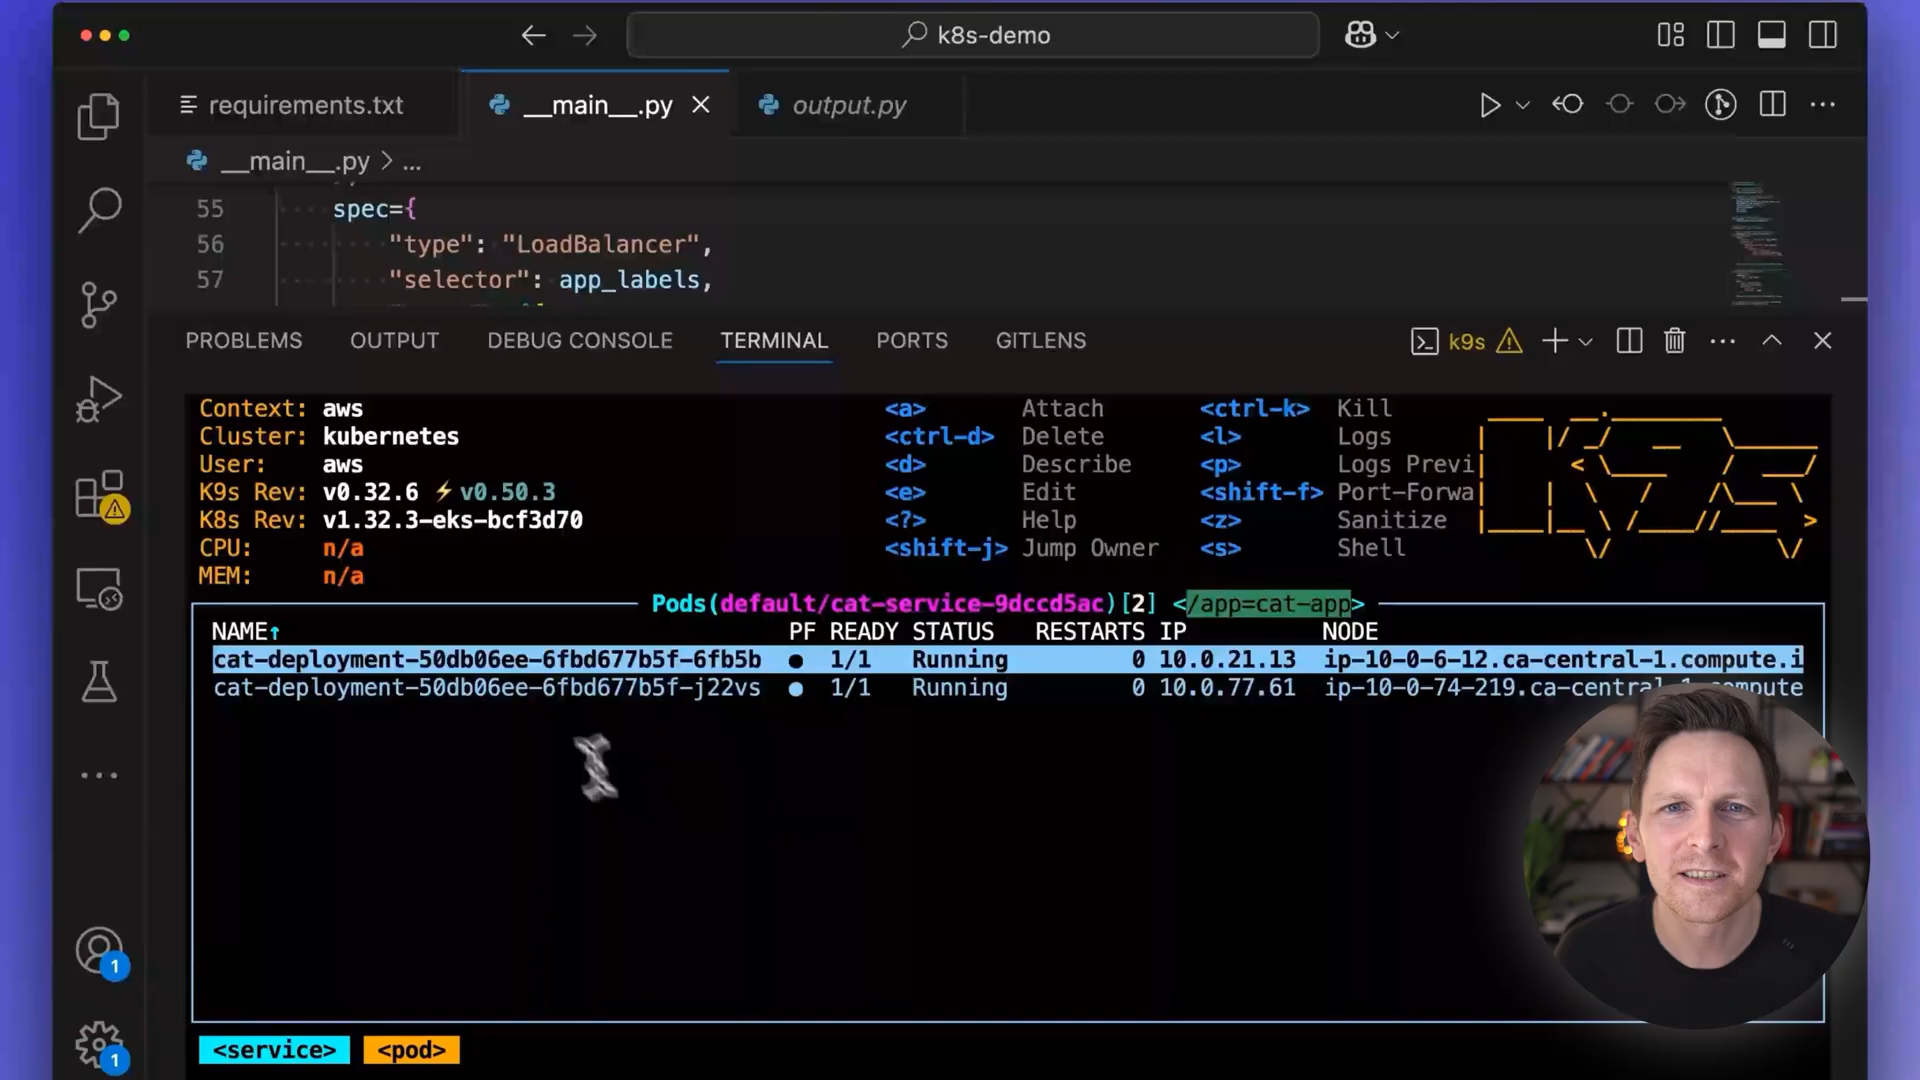 k8s-demo
requirements.txt
__main__.py
output.py
__main__.py > ...
55 spec={
56 "type": "LoadBalancer",
57 "selector": app_labels,
PROBLEMS OUTPUT DEBUG CONSOLE TERMINAL PORTS GITLENS
k9s
Context: aws <a> Attach <ctrl-k> Kill
Cluster: kubernetes <ctrl-d> Delete <l> Logs
User: aws <d> Describe <p> Logs Previ
K9s Rev: v0.32.6 ⚡v0.50.3 <e> Edit <shift-f> Port-Forwa
K8s Rev: v1.32.3-eks-bcf3d70 <?> Help <z> Sanitize
CPU: n/a <shift-j> Jump Owner <s> Shell
MEM: n/a
Pods(default/cat-service-9dccd5ac)[2] </app=cat-app>
NAME↑ PF READY STATUS RESTARTS IP NODE
cat-deployment-50db06ee-6fbd677b5f-6fb5b ● 1/1 Running 0 10.0.21.13 ip-10-0-6-12.ca-central-1.compute.i
cat-deployment-50db06ee-6fbd677b5f-j22vs ● 1/1 Running 0 10.0.77.61 ip-10-0-74-219.ca-central-1.compute
1
1
<service> <pod>